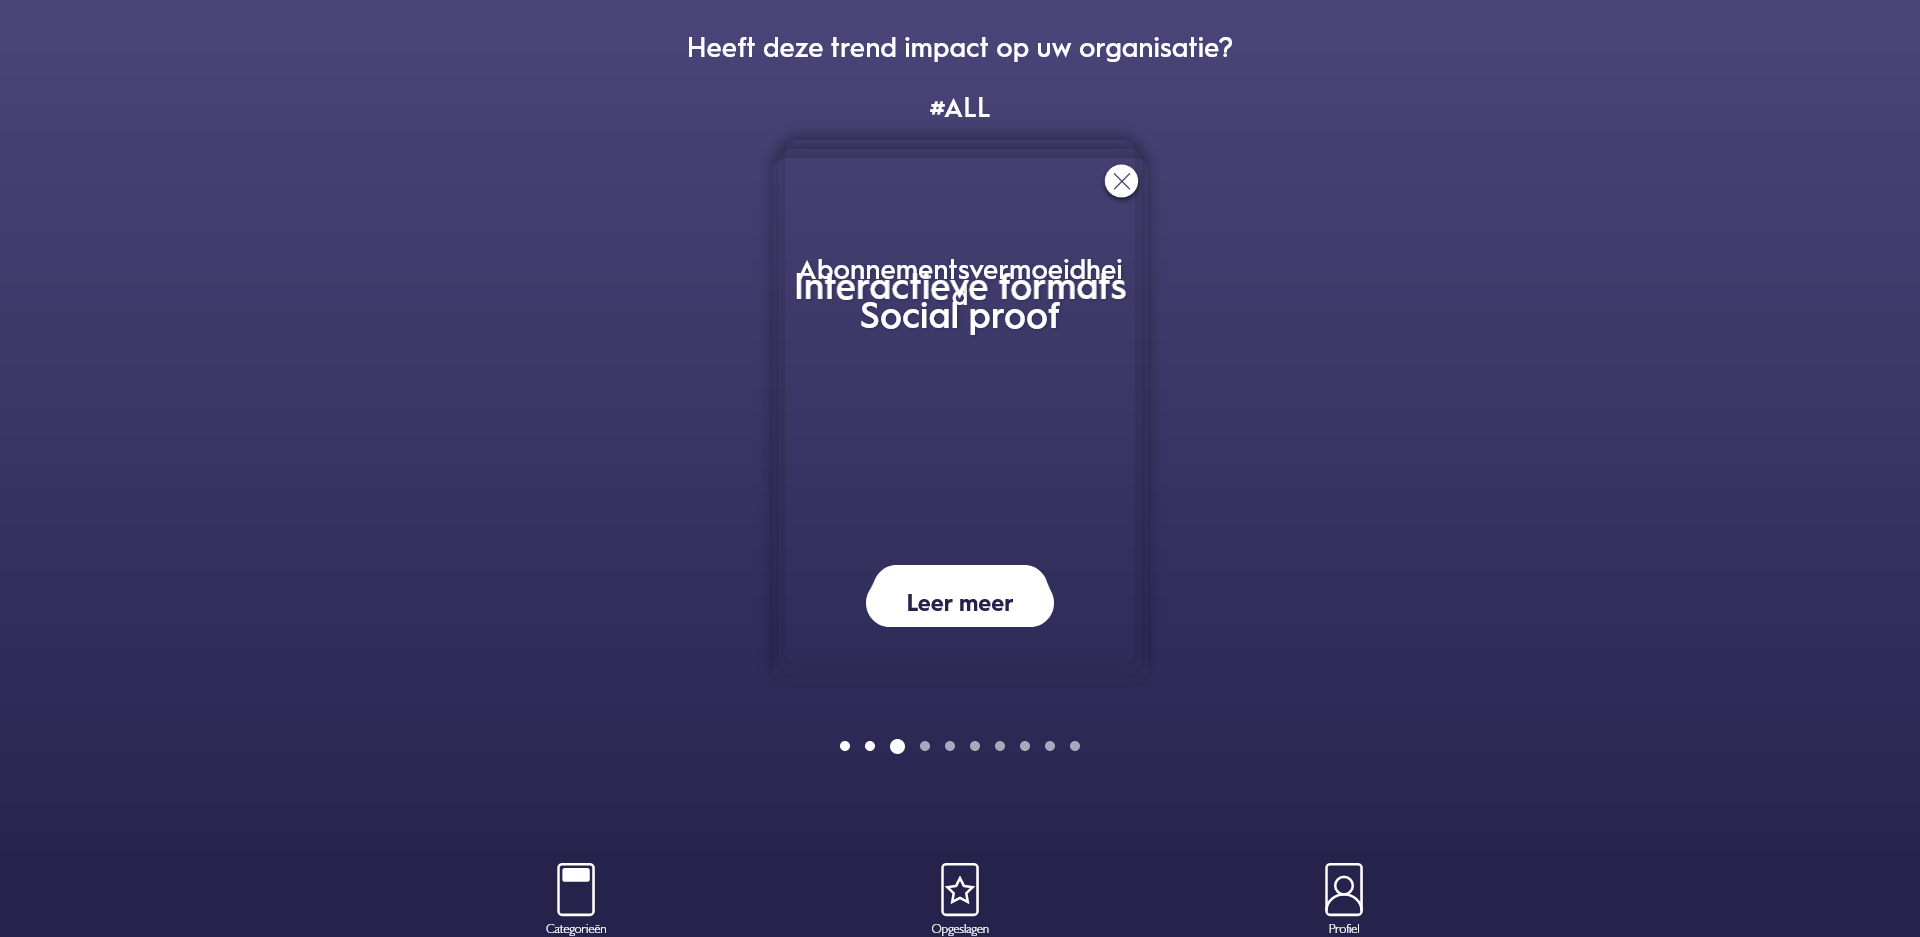 Heeft deze trend impact op uw organisatie?
#ALL
Abonnementsvermoeidhei
d
Interactieve formats
Social proof
Leer meer
Categorieën
Opgeslagen
Profiel